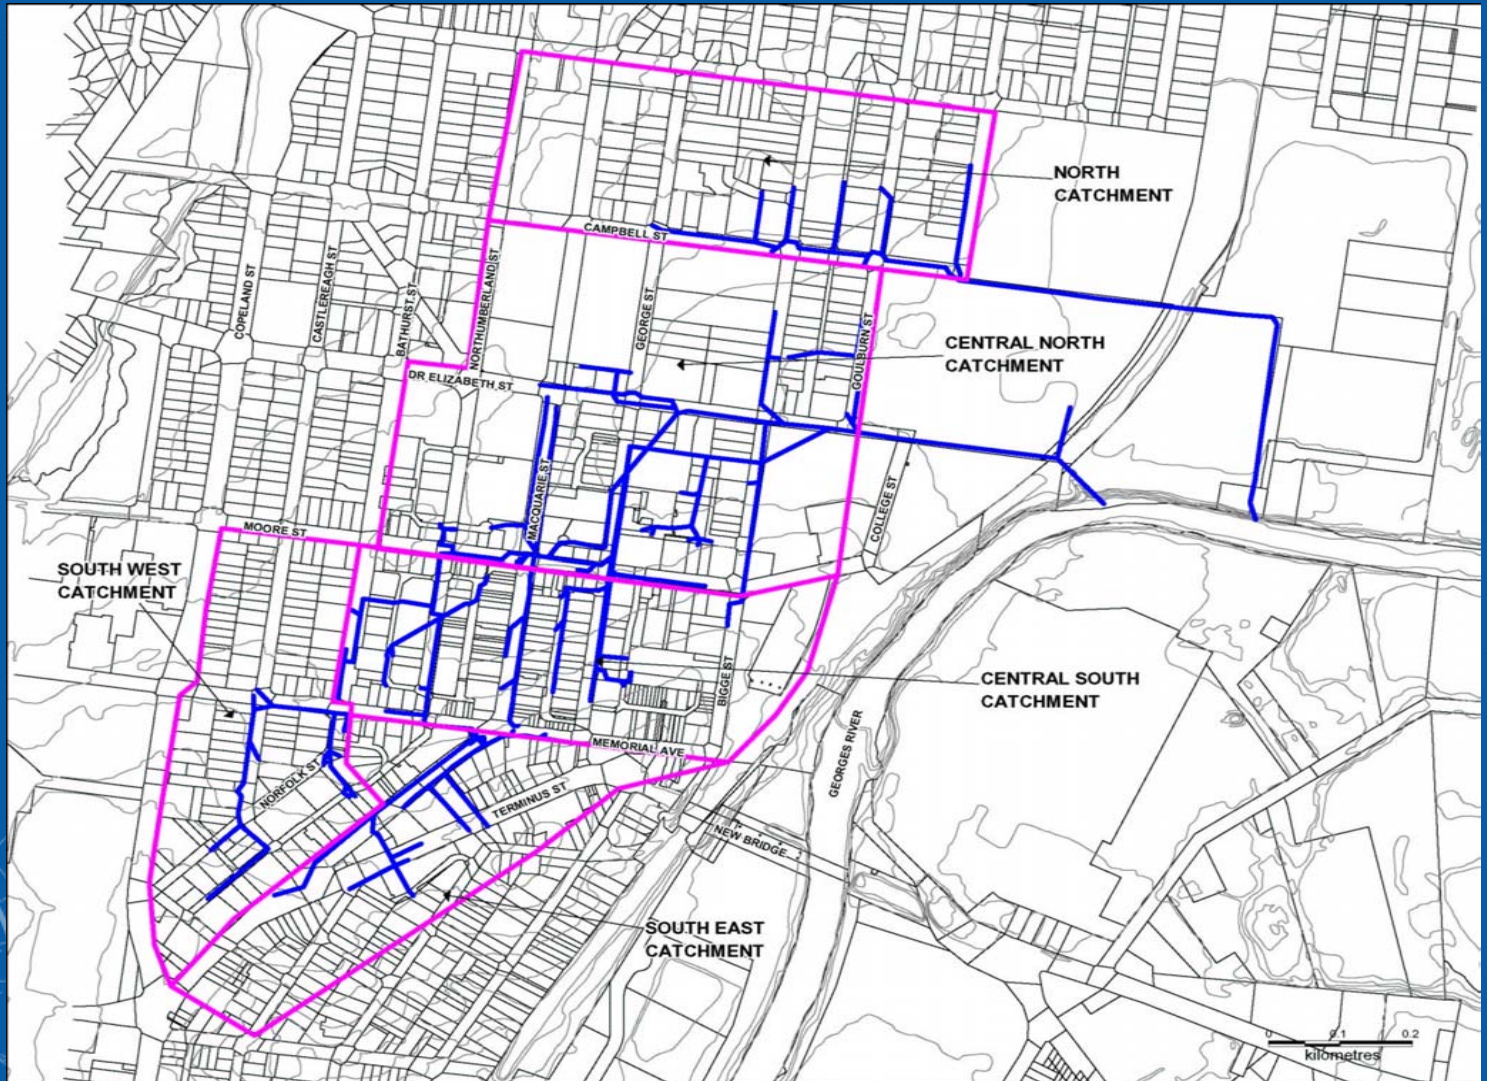 NORTH
CATCHMENT
CAMPBELL ST
COPELAND ST
CASTLEREAGH ST
BATHURST ST
NORTHUMBERLAND ST
GEORGE ST
GOULBURN ST
CENTRAL NORTH
CATCHMENT
DR ELIZABETH ST
MACQUARIE ST
COLLEGE ST
MOORE ST
SOUTH WEST
CATCHMENT
BIGGE ST
CENTRAL SOUTH
CATCHMENT
GEORGES RIVER
MEMORIAL AVE
NORFOLK ST
TERMINUS ST
NEW BRIDGE
SOUTH EAST
CATCHMENT
0 0.1 0.2
kilometres